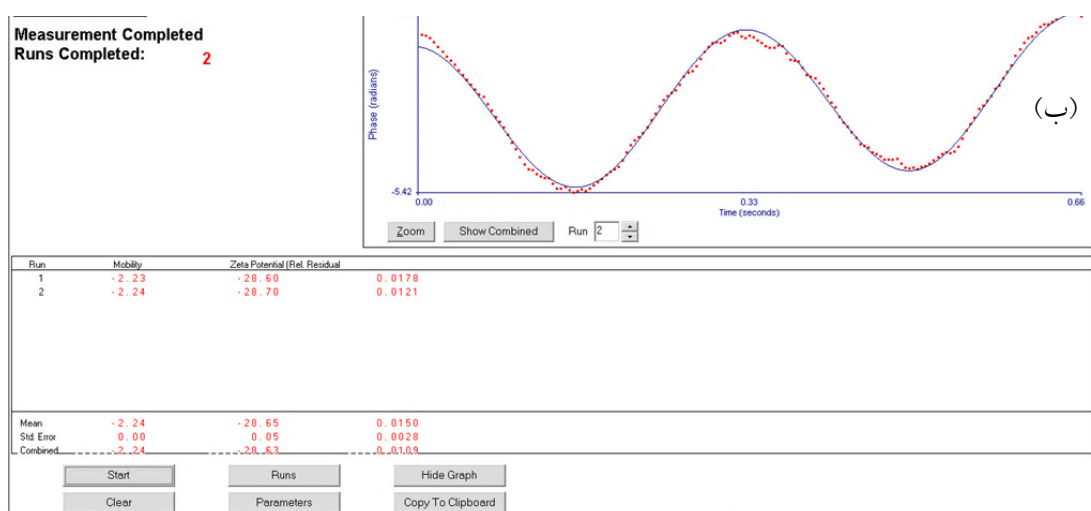 Measurement Completed
Runs Completed: 2
Phase (radians)
(ب)
-5.42
0.00 0.33 0.66
Time (seconds)
Zoom Show Combined Run 2
Run Mobility Zeta Potential (Rel. Residual
1 -2.23 -28.60 0.0178
2 -2.24 -28.70 0.0121
Mean -2.24 -28.65 0.0150
Std. Error 0.00 0.05 0.0028
Combined -2.24 -28.63 0.0109
Start Runs Hide Graph
Clear Parameters Copy To Clipboard